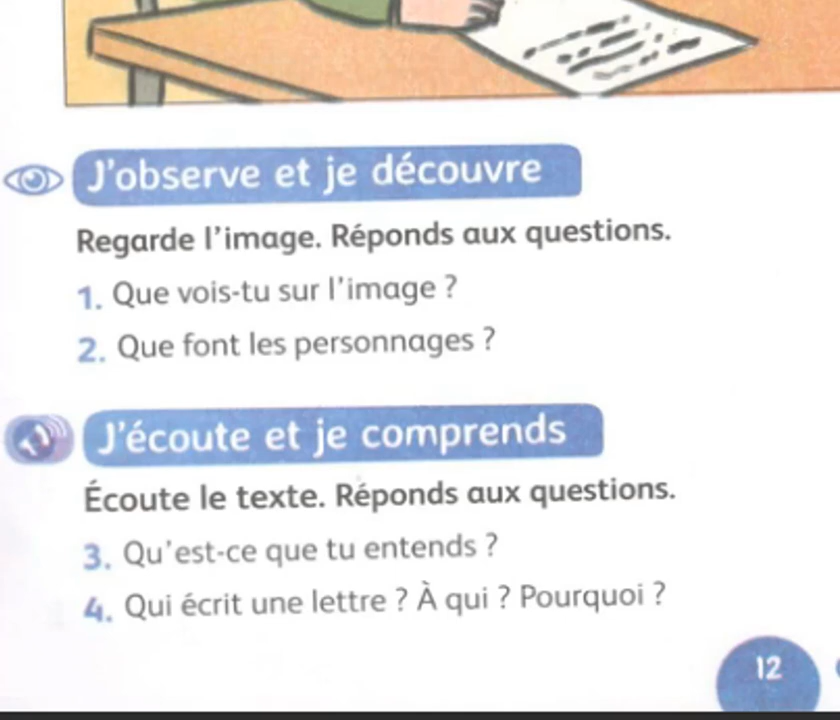 J'observe et je découvre
Regarde l'image. Réponds aux questions.
1. Que vois-tu sur l'image ?
2. Que font les personnages ?
J'écoute et je comprends
Écoute le texte. Réponds aux questions.
3. Qu'est-ce que tu entends ?
4. Qui écrit une lettre ? À qui ? Pourquoi ?
12